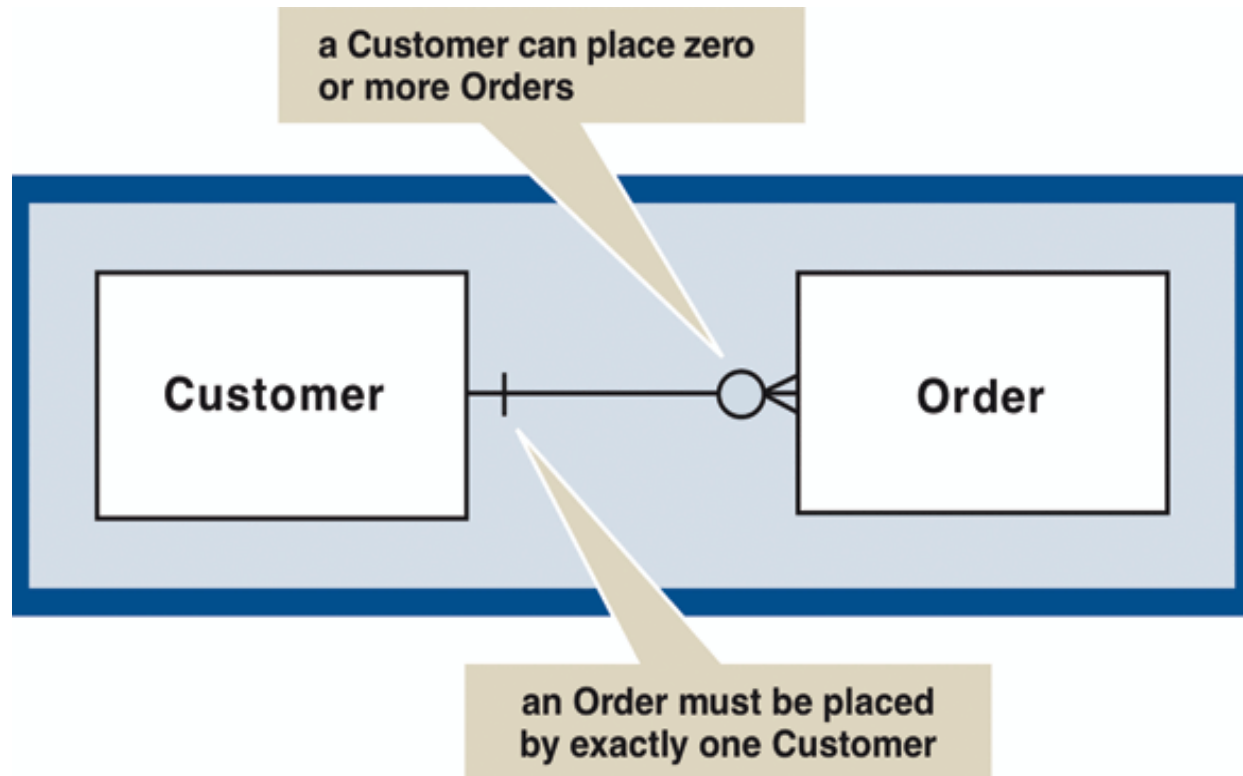 a Customer can place zero
or more Orders
Customer
Order
an Order must be placed
by exactly one Customer